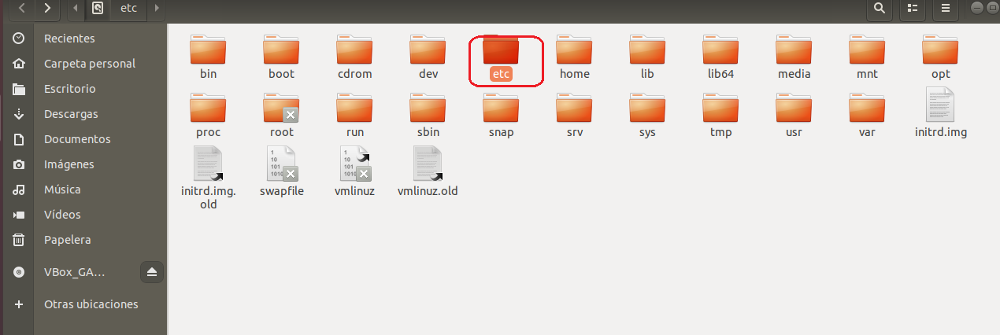 etc
Recientes
Carpeta personal
Escritorio
Descargas
Documentos
Imágenes
Música
Vídeos
Papelera
VBox_GA...
Otras ubicaciones
bin boot cdrom dev etc home lib lib64 media mnt opt
proc root run sbin snap srv sys tmp usr var initrd.img
initrd.img.old swapfile vmlinuz vmlinuz.old